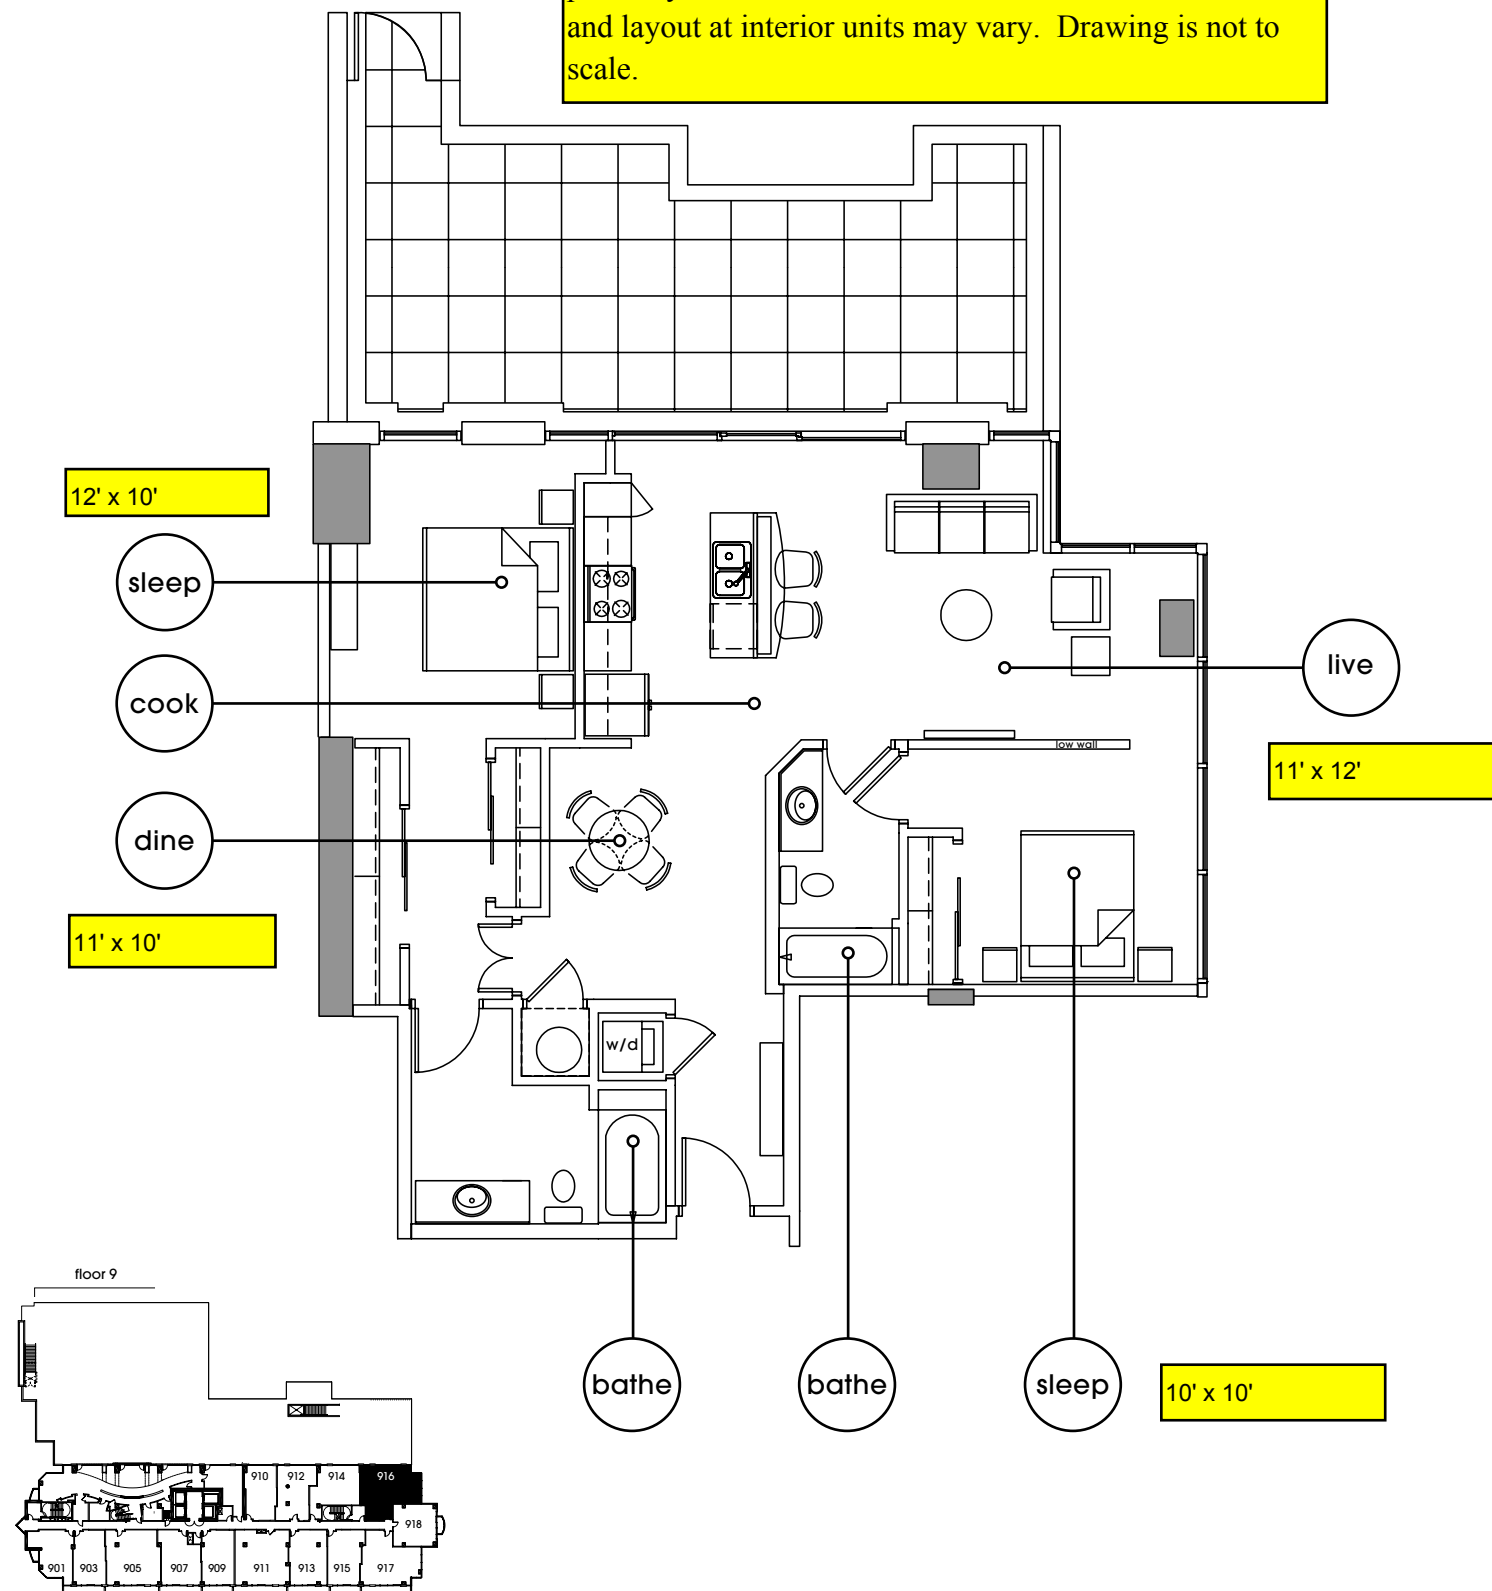 and layout at interior units may vary. Drawing is not to
scale.
12' x 10'
sleep
cook
live
low wall
11' x 12'
dine
11' x 10'
w/d
bathe
bathe
sleep
10' x 10'
floor 9
910
912
914
916
918
901
903
905
907
909
911
913
915
917